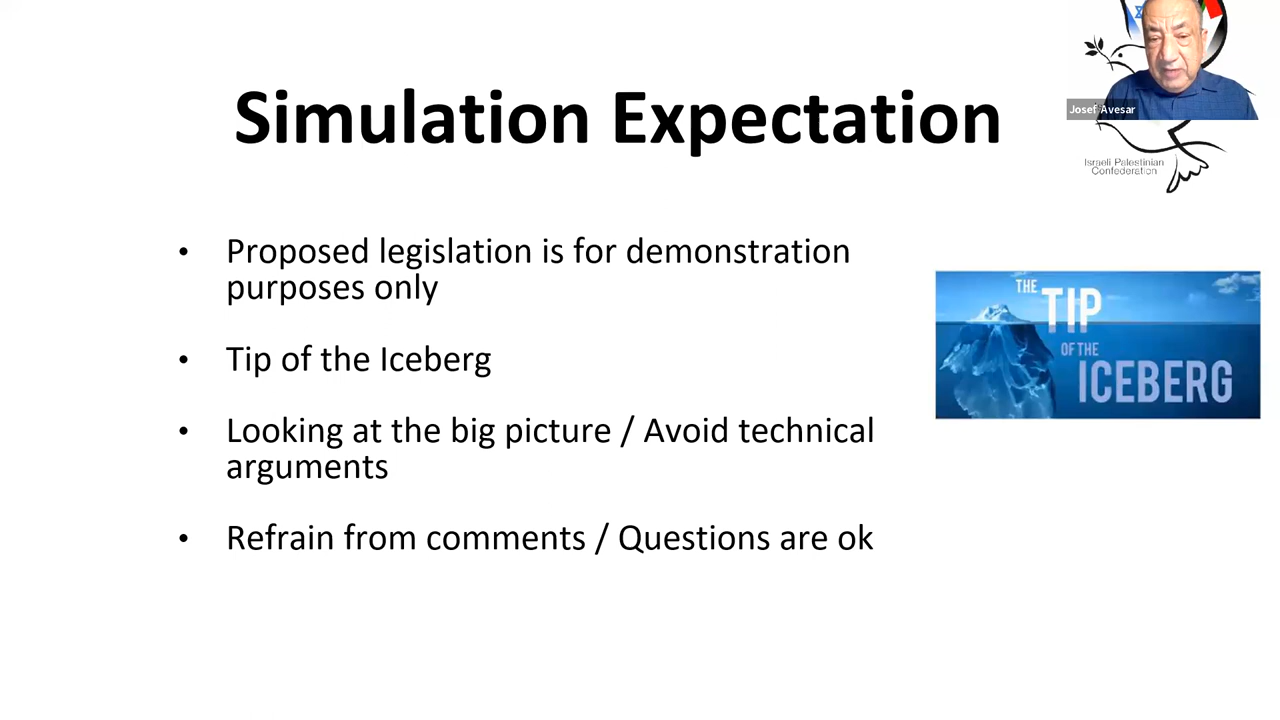 Simulation Expectation
Josef Avesar
Israeli Palestinian
Confederation
• Proposed legislation is for demonstration
purposes only
• Tip of the Iceberg
• Looking at the big picture / Avoid technical
arguments
• Refrain from comments / Questions are ok
THE
TIP
OF THE
ICEBERG